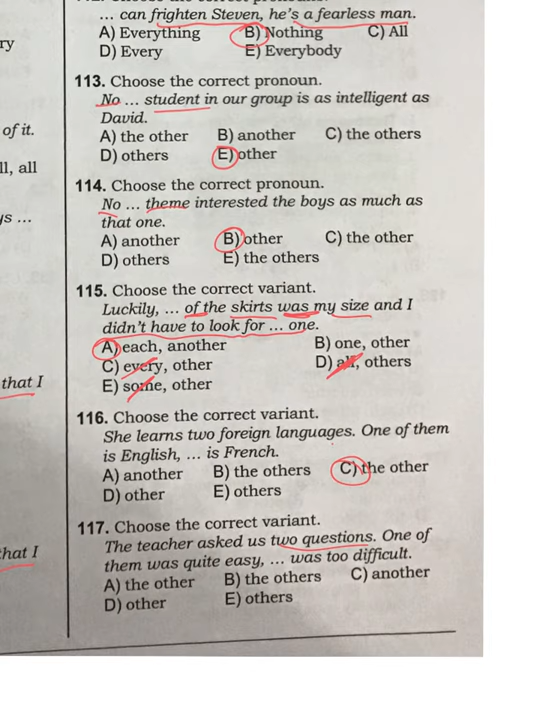 ... can frighten Steven, he's a fearless man.
A) Everything B) Nothing C) All
D) Every E) Everybody
113. Choose the correct pronoun.
No ... student in our group is as intelligent as
David.
A) the other B) another C) the others
D) others E) other
114. Choose the correct pronoun.
No ... theme interested the boys as much as
that one.
A) another B) other C) the other
D) others E) the others
115. Choose the correct variant.
Luckily, ... of the skirts was my size and I
didn't have to look for ... one.
A) each, another B) one, other
C) every, other D) all, others
E) some, other
116. Choose the correct variant.
She learns two foreign languages. One of them
is English, ... is French.
A) another B) the others C) the other
D) other E) others
117. Choose the correct variant.
The teacher asked us two questions. One of
them was quite easy, ... was too difficult.
A) the other B) the others C) another
D) other E) others
ry
of it.
ll, all
ys ...
that I
that I